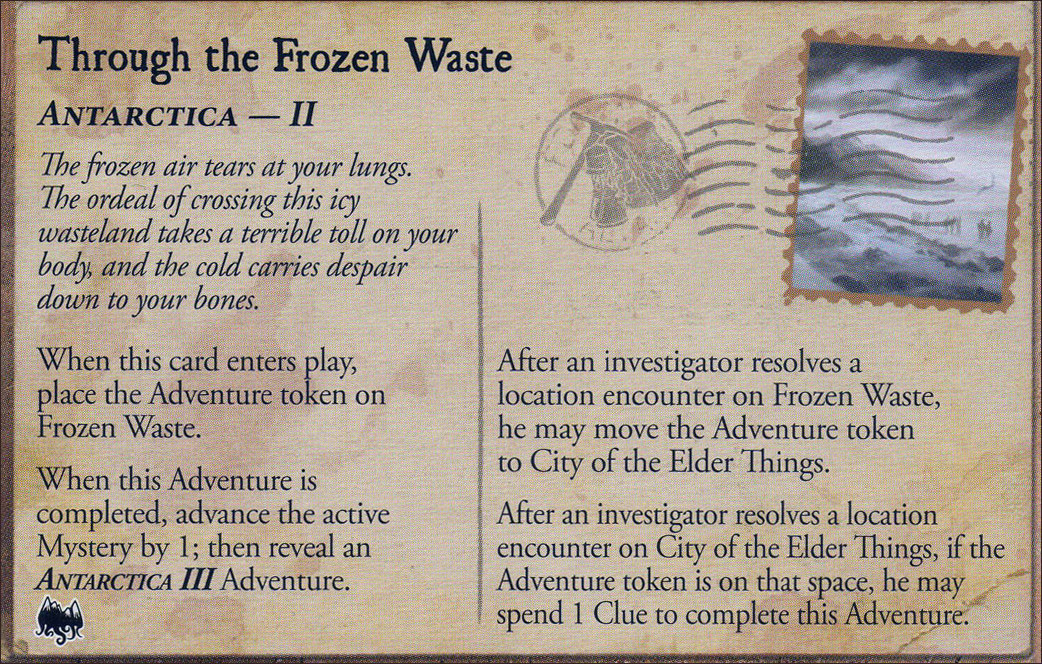 Through the Frozen Waste
Antarctica — II
The frozen air tears at your lungs.
The ordeal of crossing this icy
wasteland takes a terrible toll on your
body, and the cold carries despair
down to your bones.
When this card enters play,
place the Adventure token on
Frozen Waste.
When this Adventure is
completed, advance the active
Mystery by 1; then reveal an
Antarctica III Adventure.
After an investigator resolves a
location encounter on Frozen Waste,
he may move the Adventure token
to City of the Elder Things.
After an investigator resolves a location
encounter on City of the Elder Things, if the
Adventure token is on that space, he may
spend 1 Clue to complete this Adventure.